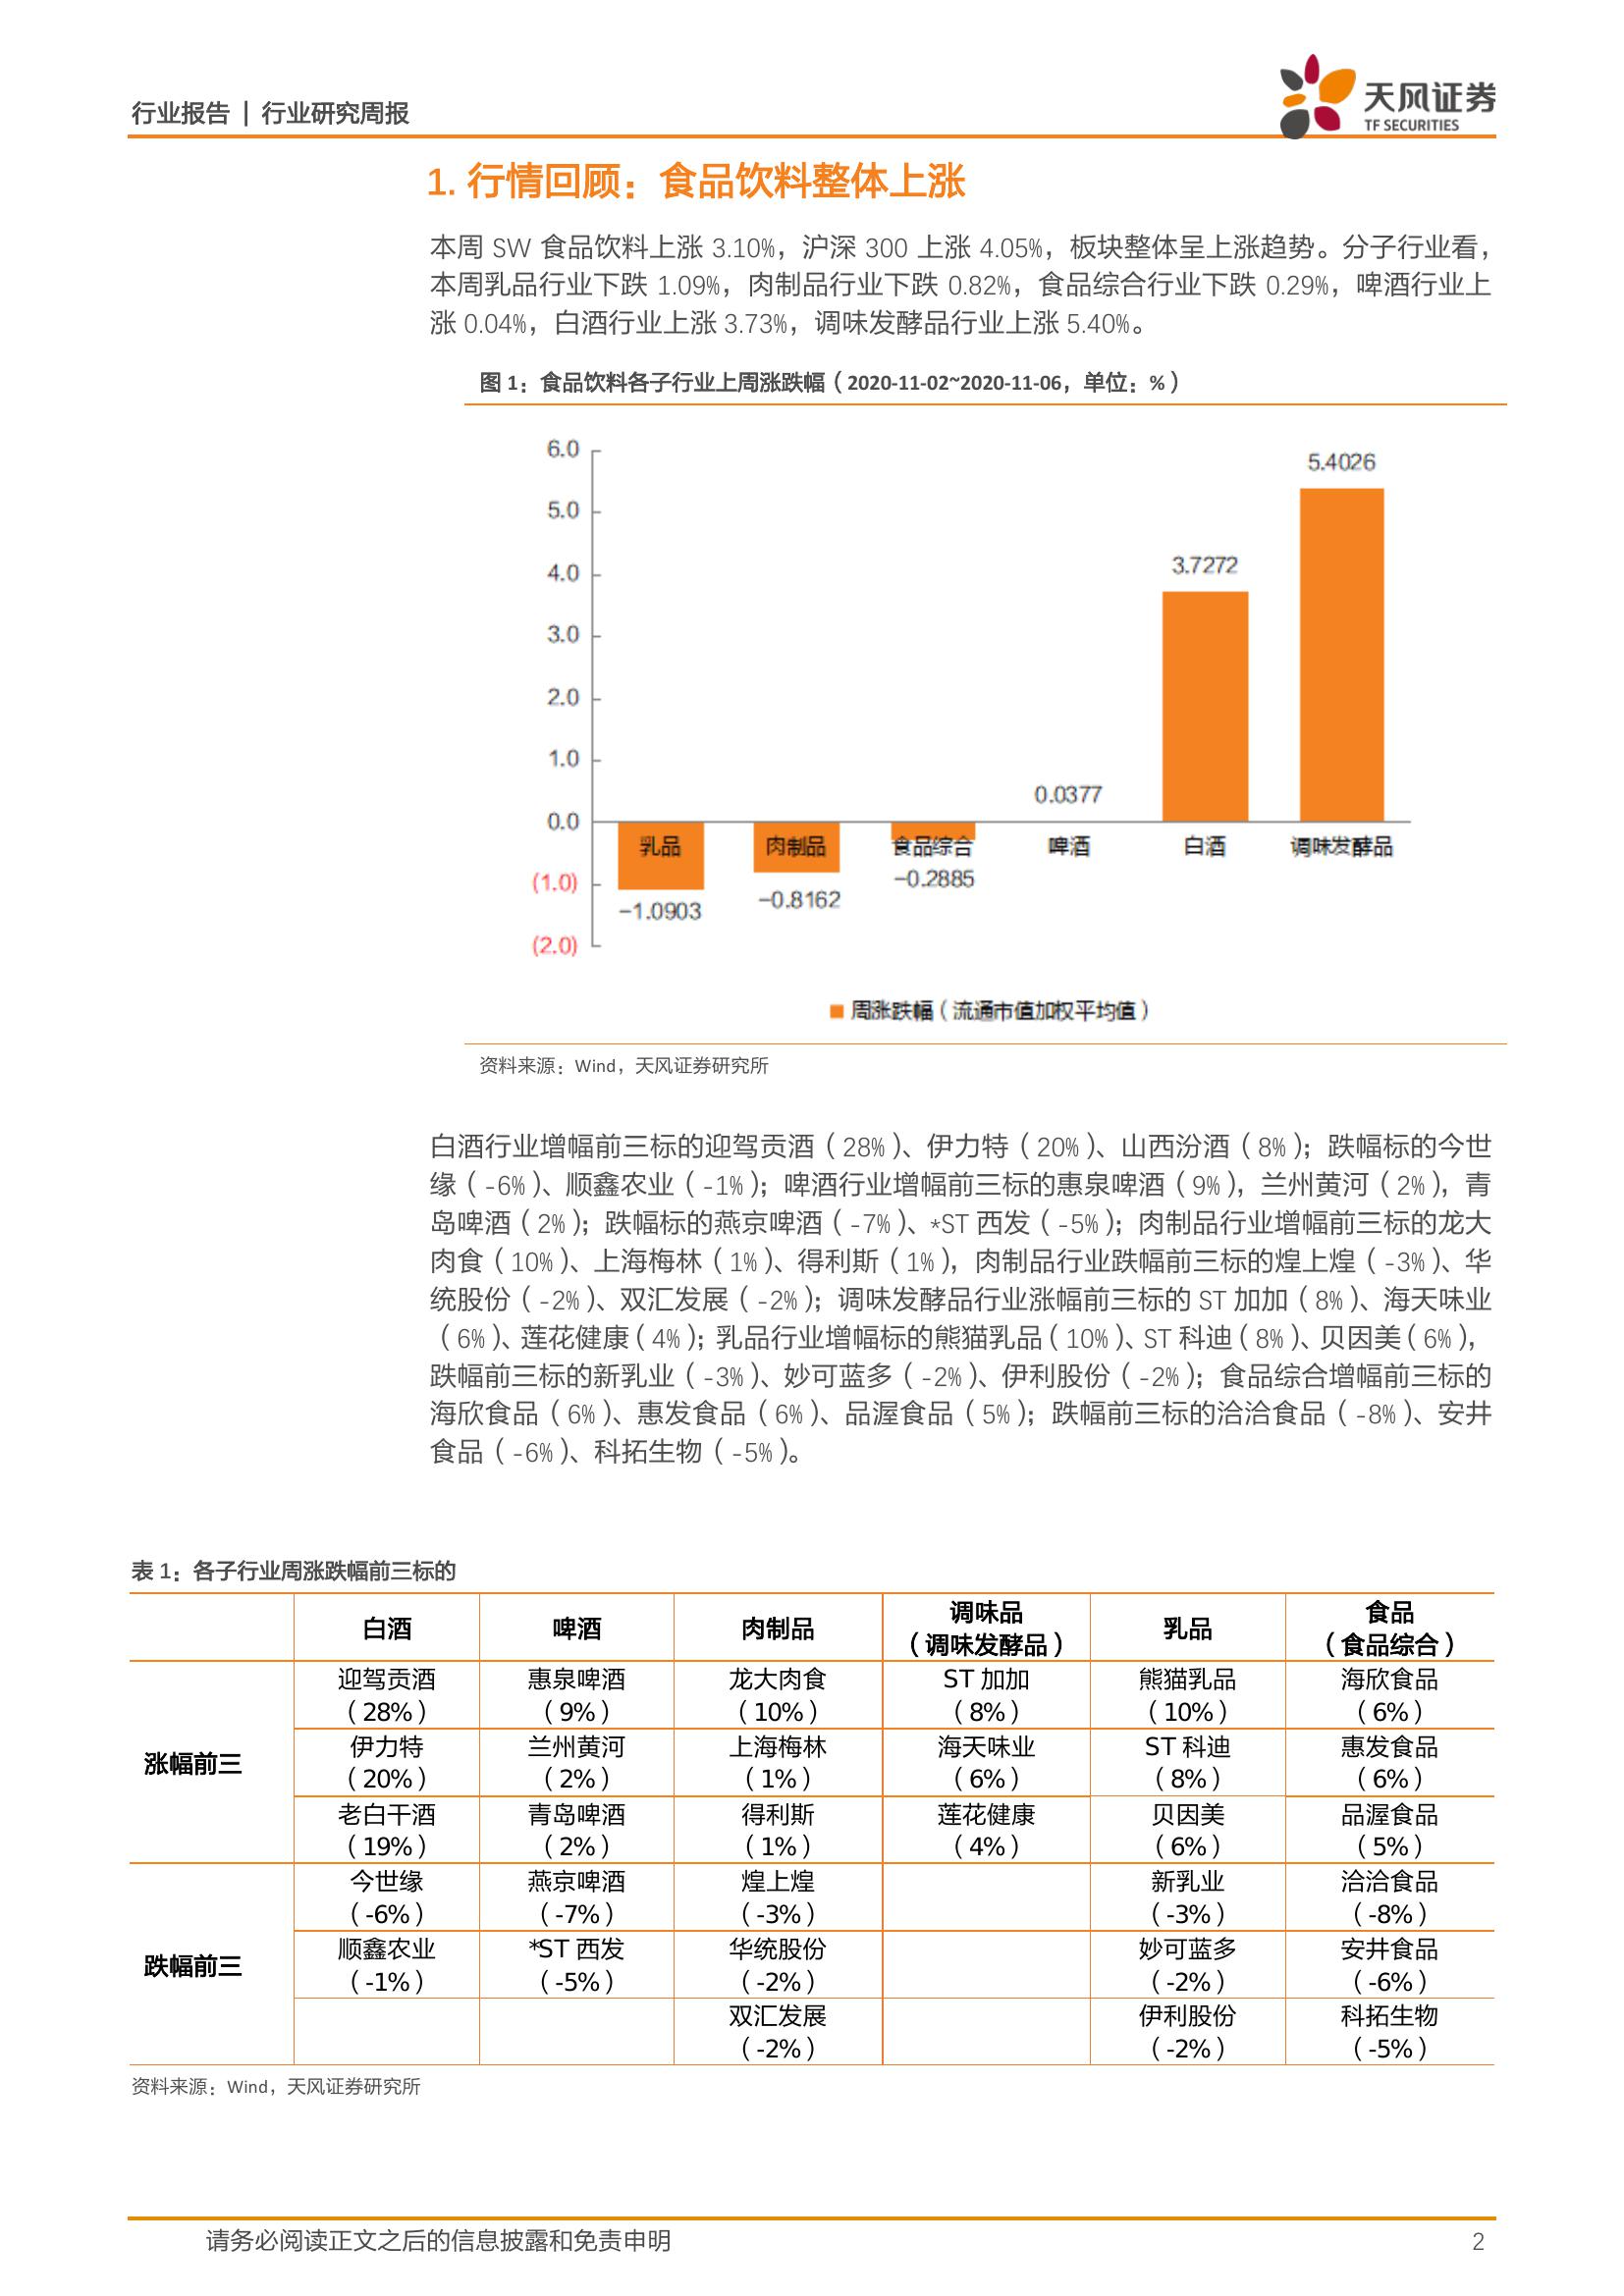 行业报告 | 行业研究周报
天风证券
TF SECURITIES
1. 行情回顾：食品饮料整体上涨
本周 SW 食品饮料上涨 3.10%，沪深 300 上涨 4.05%，板块整体呈上涨趋势。分子行业看，
本周乳品行业下跌 1.09%，肉制品行业下跌 0.82%，食品综合行业下跌 0.29%，啤酒行业上
涨 0.04%，白酒行业上涨 3.73%，调味发酵品行业上涨 5.40%。
图 1：食品饮料各子行业上周涨跌幅（2020-11-02~2020-11-06，单位：%）
6.0
5.0
4.0
3.0
2.0
1.0
0.0
(1.0)
(2.0)
乳品
肉制品
食品综合
啤酒
白酒
调味发酵品
−1.0903
−0.8162
−0.2885
0.0377
3.7272
5.4026
周涨跌幅（流通市值加权平均值）
资料来源：Wind，天风证券研究所
白酒行业增幅前三标的迎驾贡酒（28%）、伊力特（20%）、山西汾酒（8%）；跌幅标的今世
缘（-6%）、顺鑫农业（-1%）；啤酒行业增幅前三标的惠泉啤酒（9%），兰州黄河（2%），青
岛啤酒（2%）；跌幅标的燕京啤酒（-7%）、*ST 西发（-5%）；肉制品行业增幅前三标的龙大
肉食（10%）、上海梅林（1%）、得利斯（1%），肉制品行业跌幅前三标的煌上煌（-3%）、华
统股份（-2%）、双汇发展（-2%）；调味发酵品行业涨幅前三标的 ST 加加（8%）、海天味业
（6%）、莲花健康（4%）；乳品行业增幅标的熊猫乳品（10%）、ST 科迪（8%）、贝因美（6%），
跌幅前三标的新乳业（-3%）、妙可蓝多（-2%）、伊利股份（-2%）；食品综合增幅前三标的
海欣食品（6%）、惠发食品（6%）、品渥食品（5%）；跌幅前三标的洽洽食品（-8%）、安井
食品（-6%）、科拓生物（-5%）。
表 1：各子行业周涨跌幅前三标的
白酒 啤酒 肉制品 调味品 乳品 食品
（调味发酵品） （食品综合）
涨幅前三
迎驾贡酒 惠泉啤酒 龙大肉食 ST 加加 熊猫乳品 海欣食品
（28%） （9%） （10%） （8%） （10%） （6%）
伊力特 兰州黄河 上海梅林 海天味业 ST 科迪 惠发食品
（20%） （2%） （1%） （6%） （8%） （6%）
老白干酒 青岛啤酒 得利斯 莲花健康 贝因美 品渥食品
（19%） （2%） （1%） （4%） （6%） （5%）
跌幅前三
今世缘 燕京啤酒 煌上煌 新乳业 洽洽食品
（-6%） （-7%） （-3%） （-3%） （-8%）
顺鑫农业 *ST 西发 华统股份 妙可蓝多 安井食品
（-1%） （-5%） （-2%） （-2%） （-6%）
双汇发展 伊利股份 科拓生物
（-2%） （-2%） （-5%）
资料来源：Wind，天风证券研究所
请务必阅读正文之后的信息披露和免责申明 2